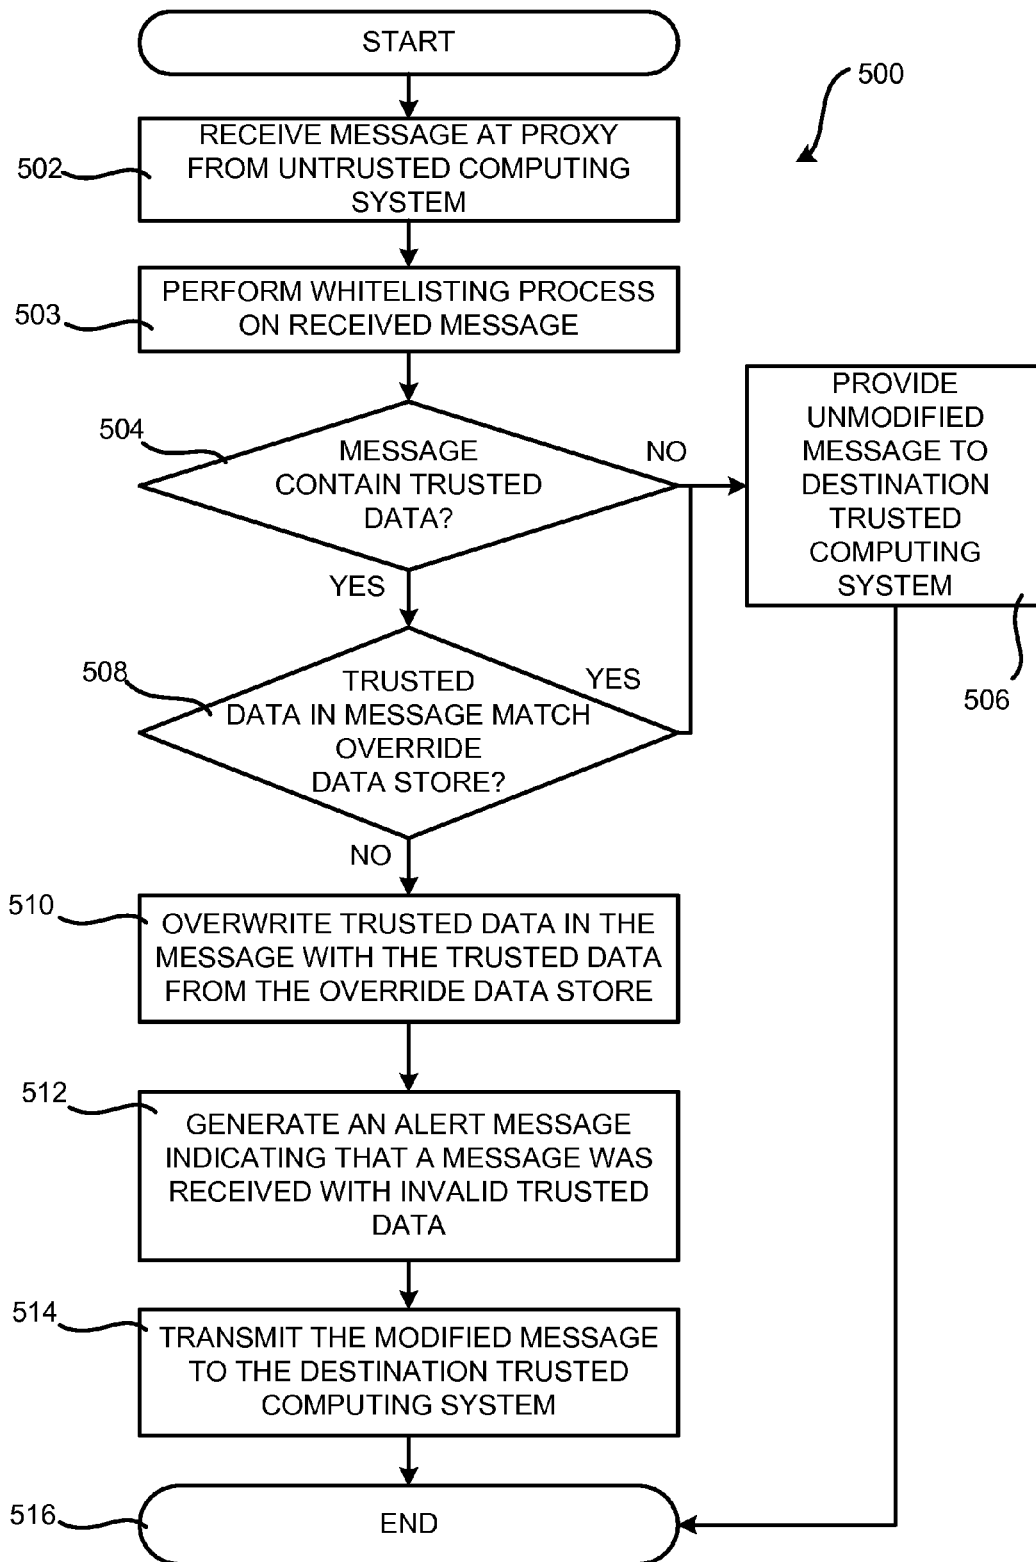 START
500
502
RECEIVE MESSAGE AT PROXY
FROM UNTRUSTED COMPUTING
SYSTEM
503
PERFORM WHITELISTING PROCESS
ON RECEIVED MESSAGE
504
MESSAGE
CONTAIN TRUSTED
DATA?
NO
YES
PROVIDE
UNMODIFIED
MESSAGE TO
DESTINATION
TRUSTED
COMPUTING
SYSTEM
506
508
TRUSTED
DATA IN MESSAGE MATCH
OVERRIDE
DATA STORE?
YES
NO
510
OVERWRITE TRUSTED DATA IN THE
MESSAGE WITH THE TRUSTED DATA
FROM THE OVERRIDE DATA STORE
512
GENERATE AN ALERT MESSAGE
INDICATING THAT A MESSAGE WAS
RECEIVED WITH INVALID TRUSTED
DATA
514
TRANSMIT THE MODIFIED MESSAGE
TO THE DESTINATION TRUSTED
COMPUTING SYSTEM
516
END